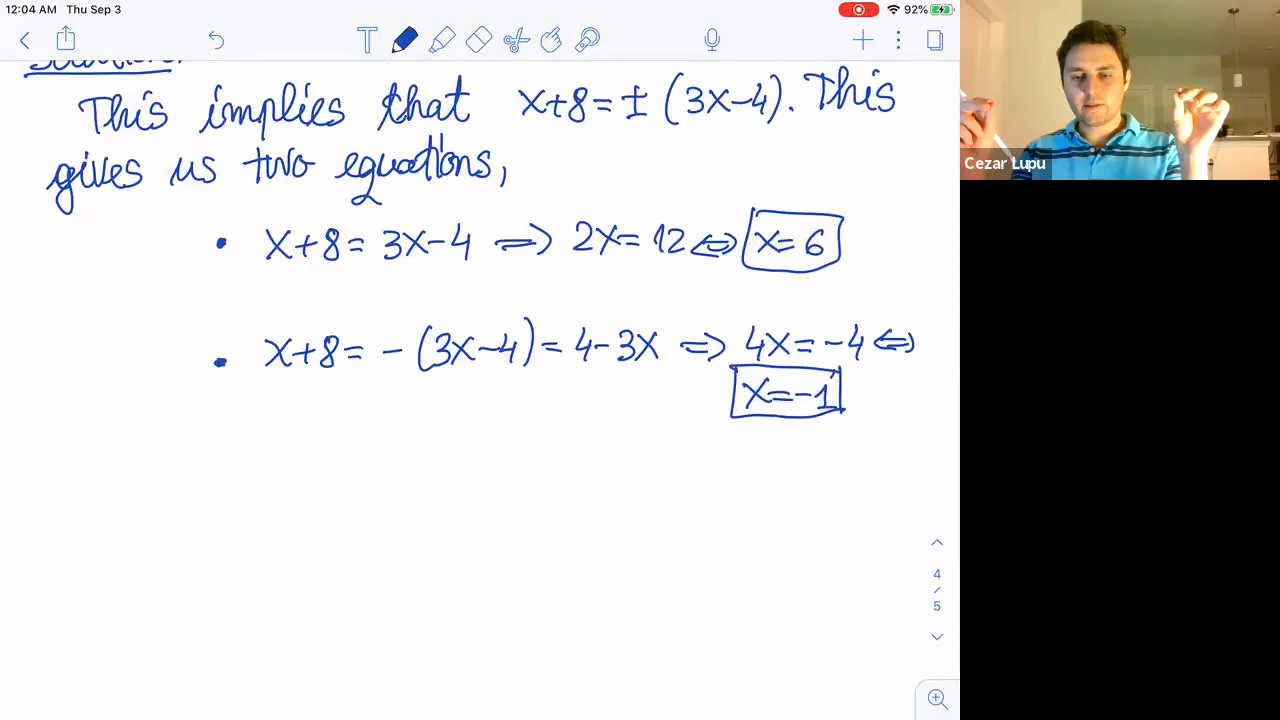 12:04 AM Thu Sep 3
92%
This implies that x+8=±(3x-4). This
gives us two equations,
• x+8=3x-4 ⟹ 2x=12 ⟺ x=6
• x+8=-(3x-4)=4-3x ⟹ 4x=-4 ⟺
x=-1
Cezar Lupu
4
/
5